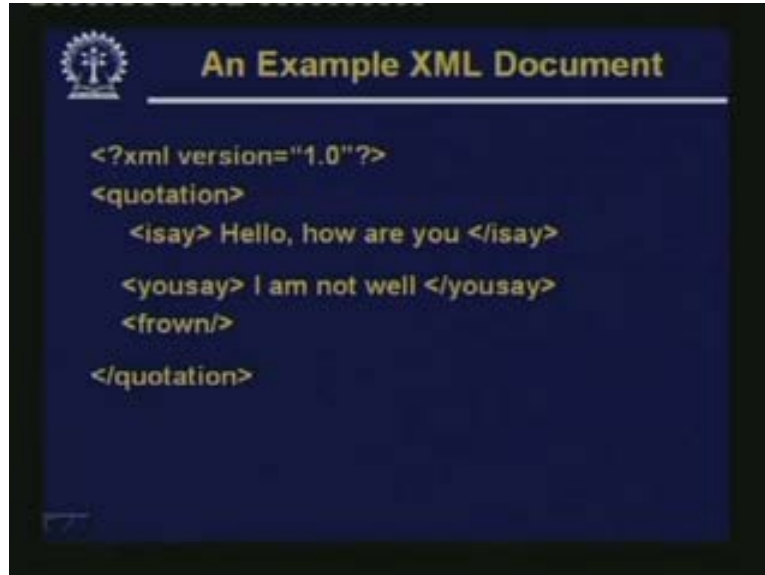 An Example XML Document
<?xml version=“1.0”?>
<quotation>
<isay> Hello, how are you </isay>
<yousay> I am not well </yousay>
<frown/>
</quotation>